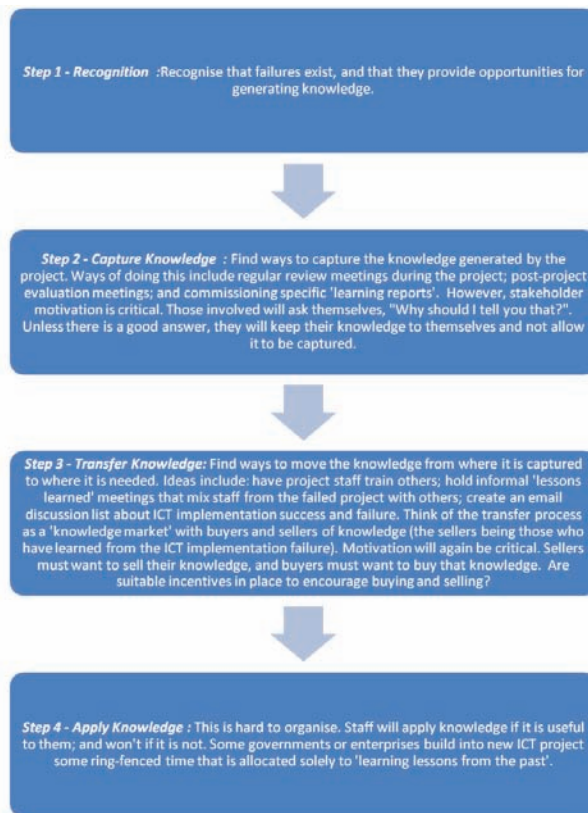 Step 1 - Recognition :Recognise that failures exist, and that they provide opportunities for
generating knowledge.
Step 2 - Capture Knowledge : Find ways to capture the knowledge generated by the
project. Ways of doing this include regular review meetings during the project; post-project
evaluation meetings; and commissioning specific 'learning reports'. However, stakeholder
motivation is critical. Those involved will ask themselves, "Why should I tell you that?".
Unless there is a good answer, they will keep their knowledge to themselves and not allow
it to be captured.
Step 3 - Transfer Knowledge: Find ways to move the knowledge from where it is captured
to where it is needed. Ideas include: have project staff train others; hold informal 'lessons
learned' meetings that mix staff from the failed project with others; create an email
discussion list about ICT implementation success and failure. Think of the transfer process
as a 'knowledge market' with buyers and sellers of knowledge (the sellers being those who
have learned from the ICT implementation failure). Motivation will again be critical. Sellers
must want to sell their knowledge, and buyers must want to buy that knowledge. Are
suitable incentives in place to encourage buying and selling?
Step 4 - Apply Knowledge : This is hard to organise. Staff will apply knowledge if it is useful
to them; and won't if it is not. Some governments or enterprises build into new ICT project
some ring-fenced time that is allocated solely to 'learning lessons from the past'.